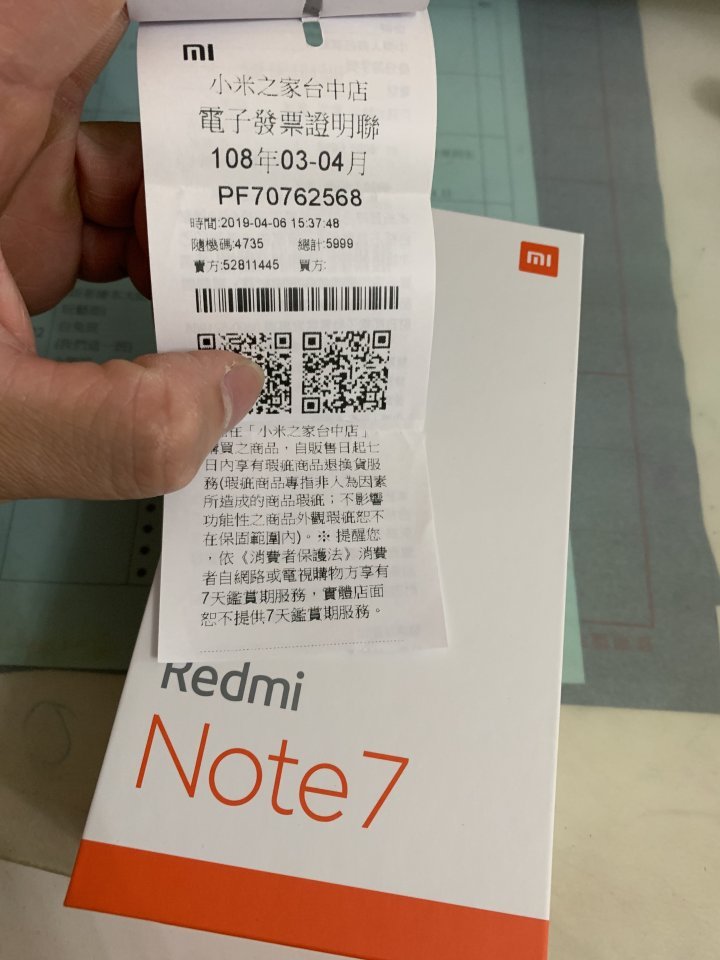 mi
小米之家台中店
電子發票證明聯
108年03-04月
PF70762568
時間:2019-04-06 15:37:48
隨機碼:4735 總計:5999
賣方:52811445 買方:
在「小米之家台中店」
購買之商品，自販售日起七
日內享有瑕疵商品退換貨服
務(瑕疵商品專指非人為因素
所造成的商品瑕疵；不影響
功能性之商品外觀瑕疵恕不
在保固範圍內)。※ 提醒您
，依《消費者保護法》消費
者自網路或電視購物方享有
7天鑑賞期服務，實體店面
恕不提供7天鑑賞期服務。
mi
Redmi
Note7